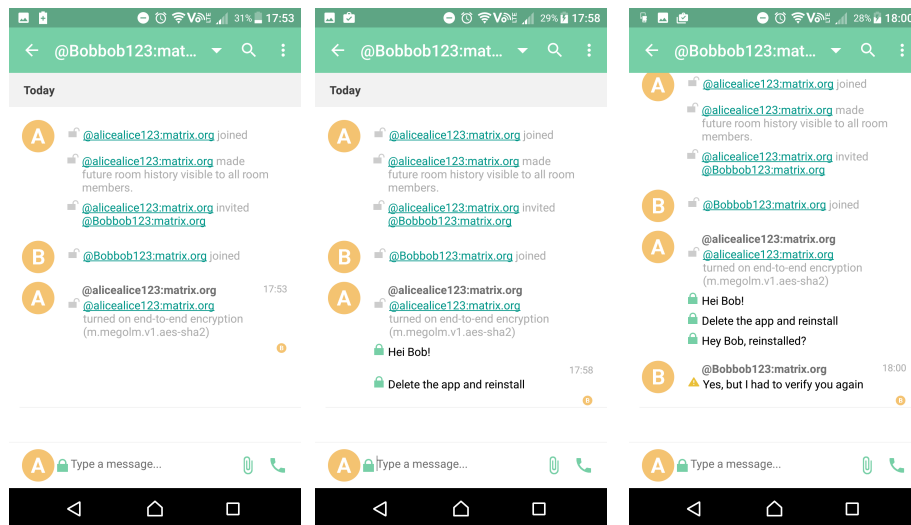 31% 17:53
@Bobbob123:mat...
Today
A
@alicealice123:matrix.org joined
@alicealice123:matrix.org made
future room history visible to all room
members.
@alicealice123:matrix.org invited
@Bobbob123:matrix.org
B
@Bobbob123:matrix.org joined
A
@alicealice123:matrix.org 17:53
@alicealice123:matrix.org
turned on end-to-end encryption
(m.megolm.v1.aes-sha2)
B
A
Type a message...
29% 17:58
@Bobbob123:mat...
Today
A
@alicealice123:matrix.org joined
@alicealice123:matrix.org made
future room history visible to all room
members.
@alicealice123:matrix.org invited
@Bobbob123:matrix.org
B
@Bobbob123:matrix.org joined
A
@alicealice123:matrix.org
@alicealice123:matrix.org
turned on end-to-end encryption
(m.megolm.v1.aes-sha2)
Hei Bob!
17:58
Delete the app and reinstall
B
A
Type a message...
28% 18:00
@Bobbob123:mat...
A
@alicealice123:matrix.org joined
@alicealice123:matrix.org made
future room history visible to all room
members.
@alicealice123:matrix.org invited
@Bobbob123:matrix.org
B
@Bobbob123:matrix.org joined
A
@alicealice123:matrix.org
@alicealice123:matrix.org
turned on end-to-end encryption
(m.megolm.v1.aes-sha2)
Hei Bob!
Delete the app and reinstall
Hey Bob, reinstalled?
B
@Bobbob123:matrix.org 18:00
Yes, but I had to verify you again
B
A
Type a message...